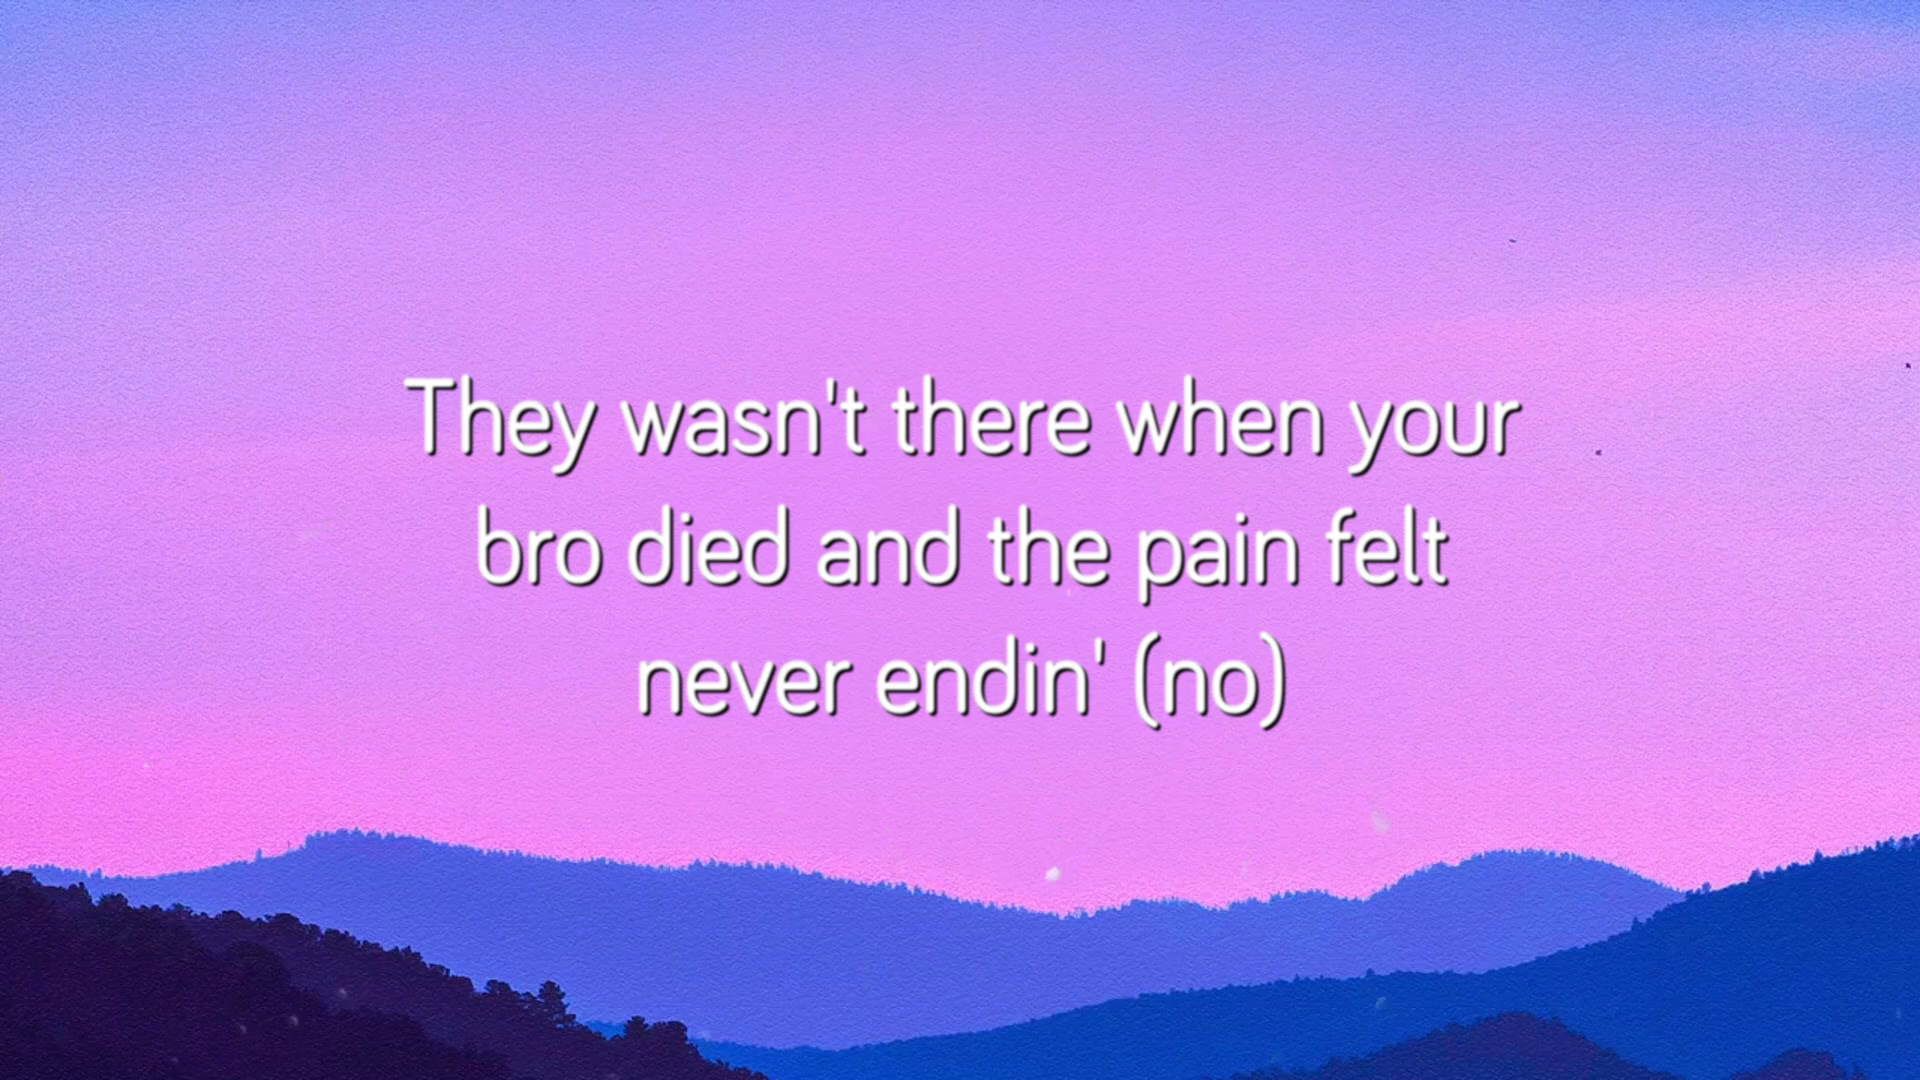 They wasn't there when your
bro died and the pain felt
never endin' (no)